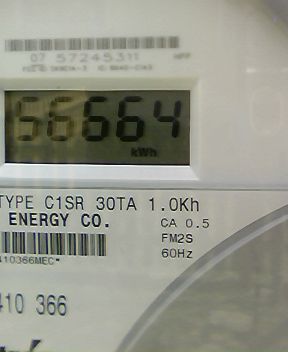 07 57245311
66664
kWh
TYPE C1SR 30TA 1.0Kh
ENERGY CO.
CA 0.5
FM2S
60Hz
410366MEC*
410 366